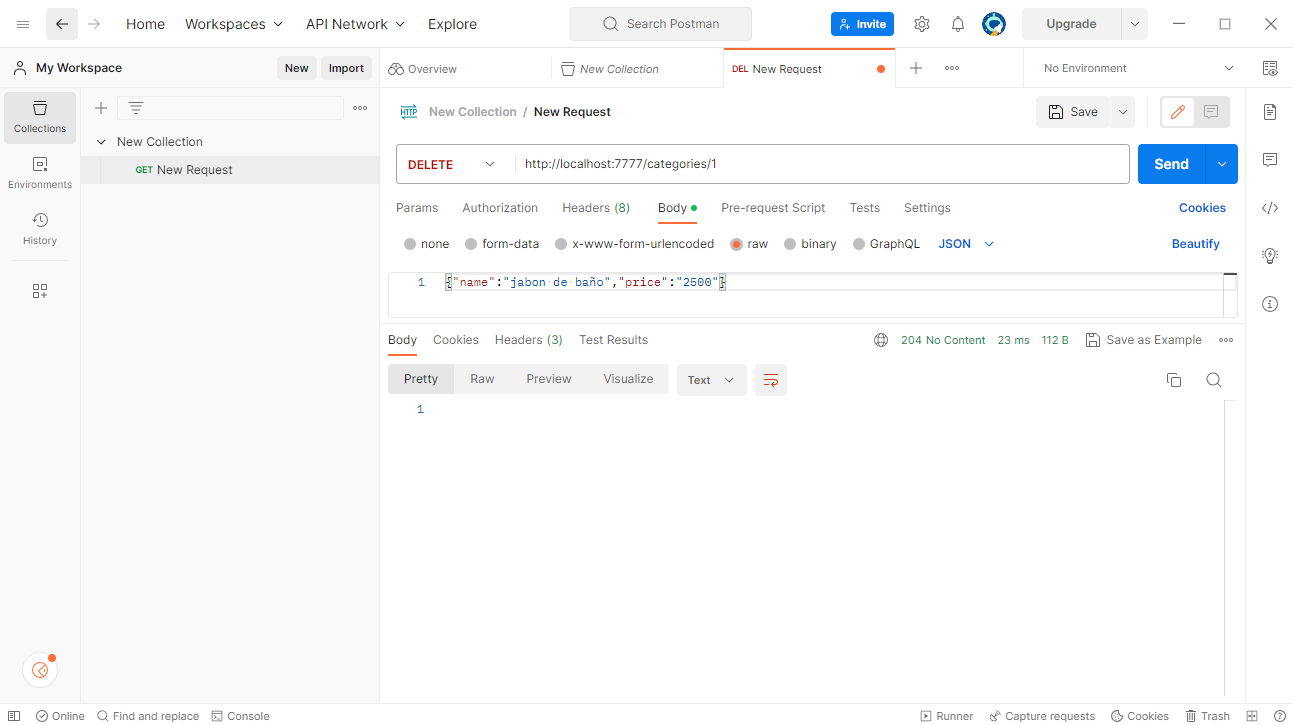 Home Workspaces API Network Explore Search Postman Invite Upgrade
My Workspace New Import Overview New Collection DEL New Request No Environment
Collections
Environments
History
New Collection
GET New Request
HTTP New Collection / New Request Save
DELETE http://localhost:7777/categories/1 Send
Params Authorization Headers (8) Body Pre-request Script Tests Settings Cookies
none form-data x-www-form-urlencoded raw binary GraphQL JSON Beautify
1 {"name":"jabon de baño","price":"2500"}
Body Cookies Headers (3) Test Results 204 No Content 23 ms 112 B Save as Example
Pretty Raw Preview Visualize Text
1
Online Find and replace Console Runner Capture requests Cookies Trash